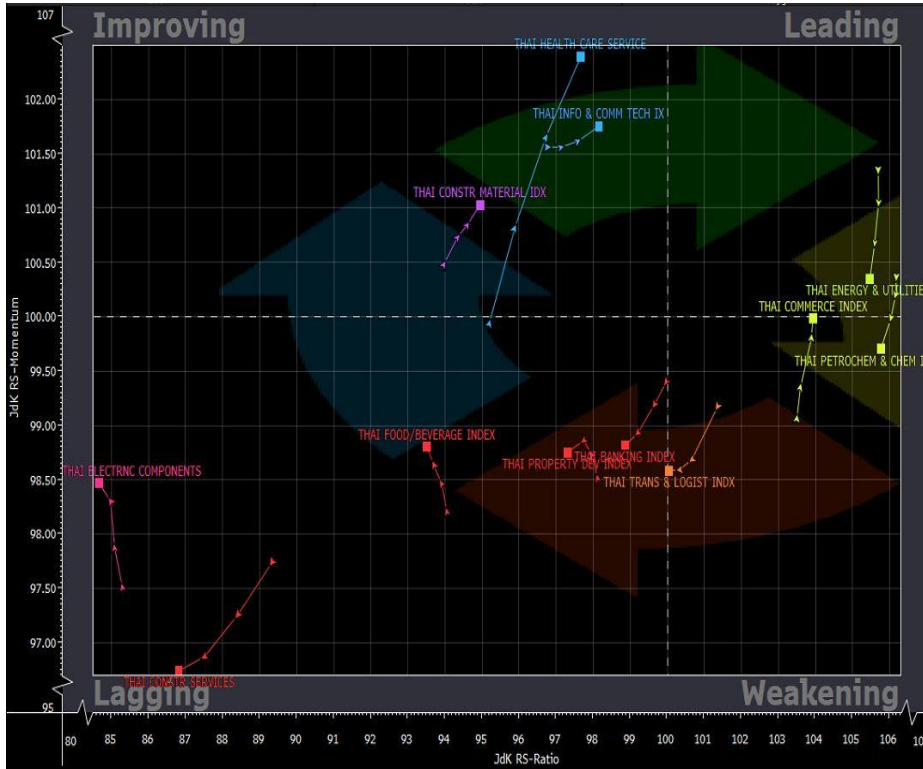 107
Improving
Leading
THAI HEALTH CARE SERVICE
102.00
THAI INFO & COMM TECH IX
101.50
THAI CONSTR MATERIAL IDX
101.00
100.50
THAI ENERGY & UTILITIE
THAI COMMERCE INDEX
100.00
THAI PETROCHEM & CHEM I
99.50
JdK RS-Momentum
99.00
THAI FOOD/BEVERAGE INDEX
THAI BANKING INDEX
THAI PROPERTY DEV INDEX
THAI ELECTRNC COMPONENTS
98.50
THAI TRANS & LOGIST INDX
98.00
97.50
97.00
THAI CONSTR SERVICES
Lagging
Weakening
95
80 85 86 87 88 89 90 91 92 93 94 95 96 97 98 99 100 101 102 103 104 105 106 10
JdK RS-Ratio